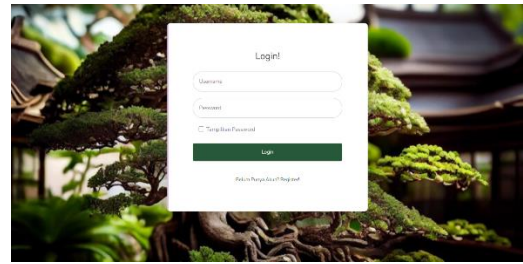 Login!
Username
Password
Tampilkan Password
Login
Belum Punya Akun? Register!